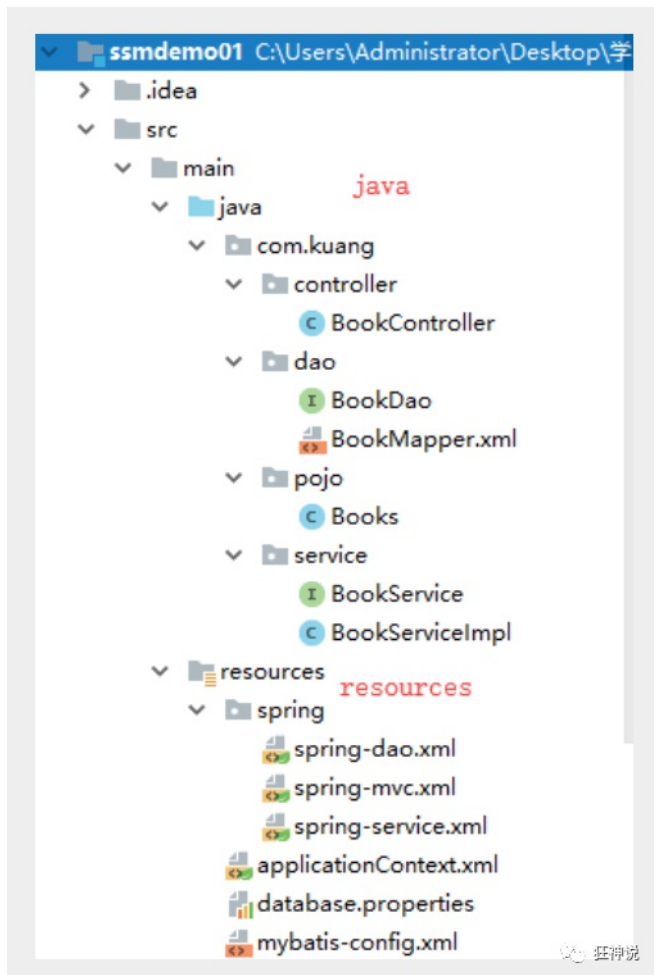 ssmdemo01 C:\Users\Administrator\Desktop\学
.idea
src
main
java
java
com.kuang
controller
C BookController
dao
I BookDao
BookMapper.xml
pojo
C Books
service
I BookService
C BookServiceImpl
resources
resources
spring
spring-dao.xml
spring-mvc.xml
spring-service.xml
applicationContext.xml
database.properties
mybatis-config.xml
狂神说